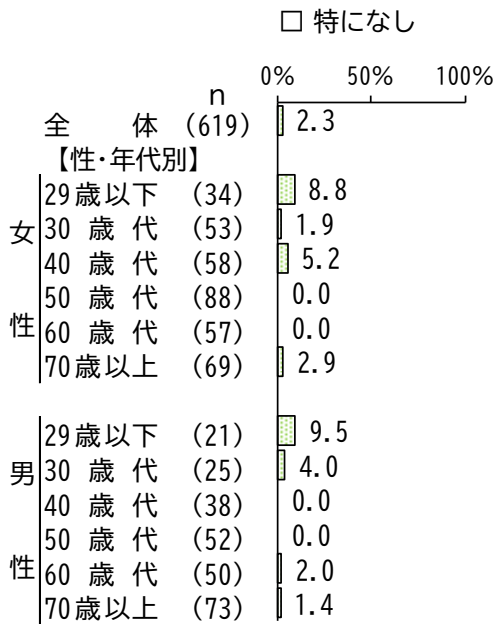 □ 特になし
0% 50% 100%
n
全 体 (619) 2.3
【性・年代別】
女性
29歳以下 (34) 8.8
30 歳 代 (53) 1.9
40 歳 代 (58) 5.2
50 歳 代 (88) 0.0
60 歳 代 (57) 0.0
70歳以上 (69) 2.9
男性
29歳以下 (21) 9.5
30 歳 代 (25) 4.0
40 歳 代 (38) 0.0
50 歳 代 (52) 0.0
60 歳 代 (50) 2.0
70歳以上 (73) 1.4